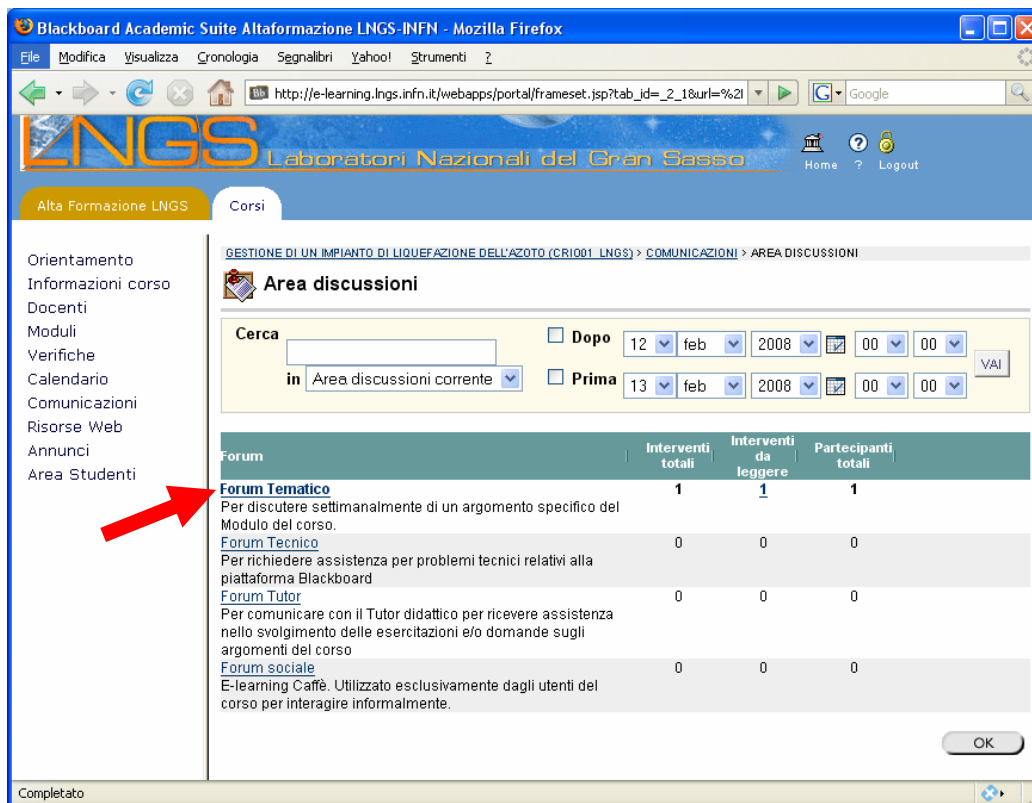 Blackboard Academic Suite Altaformazione LNGS-INFN - Mozilla Firefox
File Modifica Visualizza Cronologia Segnalibri Yahoo! Strumenti ?
http://e-learning.lngs.infn.it/webapps/portal/frameset.jsp?tab_id=_2_1&url=%2l
G Google
LNGS Laboratori Nazionali del Gran Sasso
Home ? Logout
Alta Formazione LNGS Corsi
Orientamento
Informazioni corso
Docenti
Moduli
Verifiche
Calendario
Comunicazioni
Risorse Web
Annunci
Area Studenti
GESTIONE DI UN IMPIANTO DI LIQUEFAZIONE DELL'AZOTO (CRIO01_LNGS) > COMUNICAZIONI > AREA DISCUSSIONI
Area discussioni
Cerca
in Area discussioni corrente
Dopo 12 feb 2008 00 00
Prima 13 feb 2008 00 00
VAI
Forum Interventi totali Interventi da leggere Partecipanti totali
Forum Tematico 1 1 1
Per discutere settimanalmente di un argomento specifico del
Modulo del corso.
Forum Tecnico 0 0 0
Per richiedere assistenza per problemi tecnici relativi alla
piattaforma Blackboard
Forum Tutor 0 0 0
Per comunicare con il Tutor didattico per ricevere assistenza
nello svolgimento delle esercitazioni e/o domande sugli
argomenti del corso
Forum sociale 0 0 0
E-learning Caffè. Utilizzato esclusivamente dagli utenti del
corso per interagire informalmente.
OK
Completato